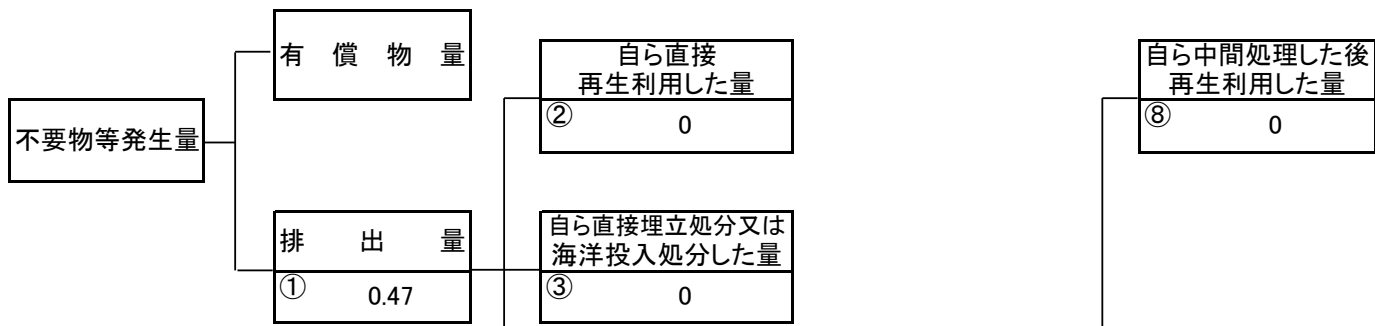 不要物等発生量
有償物量
排出量
① 0.47
自ら直接
再生利用した量
② 0
自ら直接埋立処分又は
海洋投入処分した量
③ 0
自ら中間処理した後
再生利用した量
⑧ 0